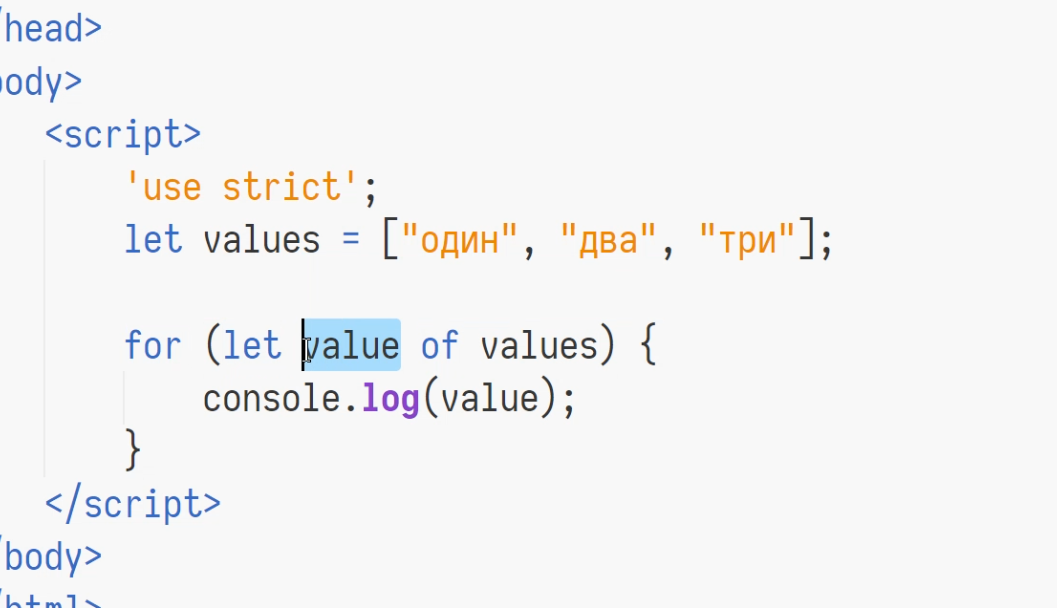 /head>
body>
<script>
'use strict';
let values = ["один", "два", "три"];
for (let value of values) {
console.log(value);
}
</script>
/body>
/html>